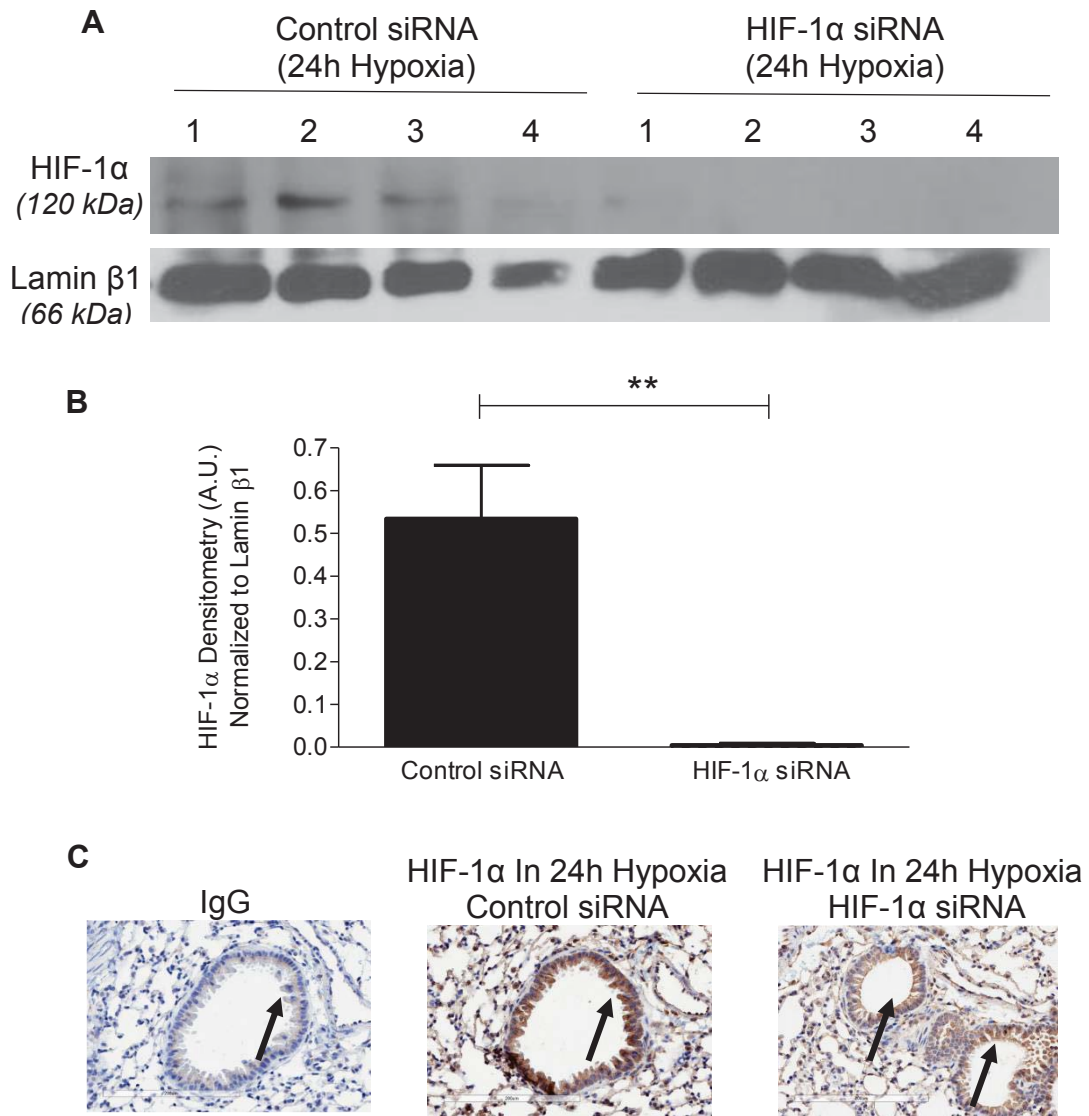 A
Control siRNA
(24h Hypoxia)
HIF-1α siRNA
(24h Hypoxia)
1 2 3 4 1 2 3 4
HIF-1α
(120 kDa)
Lamin β1
(66 kDa)
B
**
HIF-1α Densitometry (A.U.)
Normalized to Lamin β1
0.7
0.6
0.5
0.4
0.3
0.2
0.1
0.0
Control siRNA
HIF-1α siRNA
C
IgG
HIF-1α In 24h Hypoxia
Control siRNA
HIF-1α In 24h Hypoxia
HIF-1α siRNA